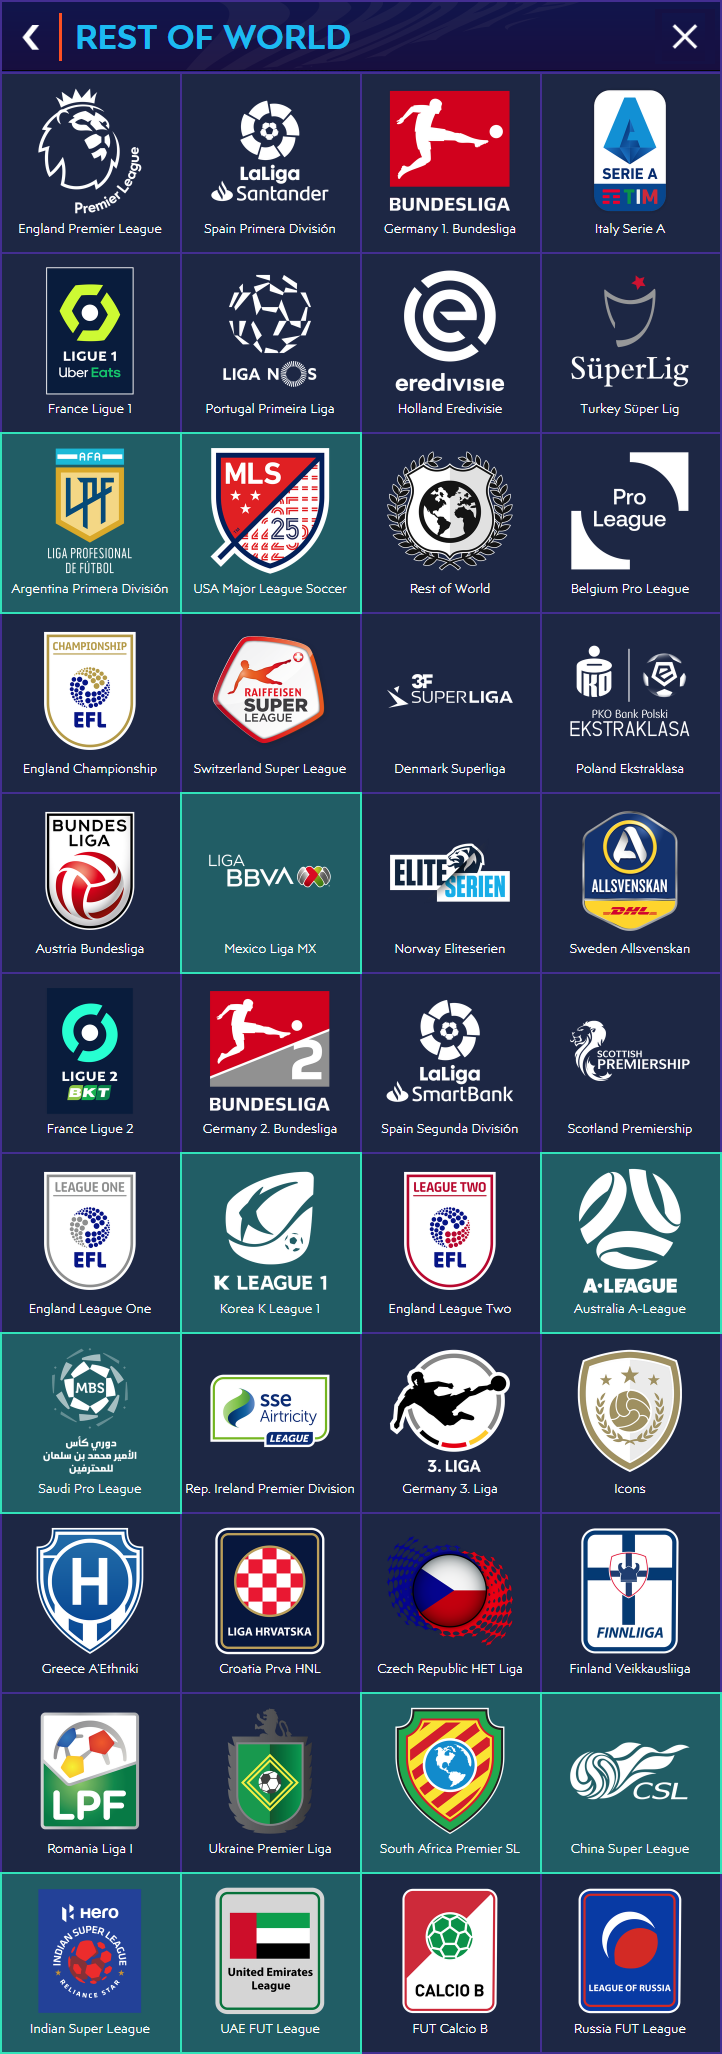 REST OF WORLD
Premier League
England Premier League
LaLiga
Santander
Spain Primera División
BUNDESLIGA
Germany 1. Bundesliga
SERIE A
TIM
Italy Serie A
LIGUE 1
Uber Eats
France Ligue 1
LIGA NOS
Portugal Primeira Liga
e
eredivisie
Holland Eredivisie
SüperLig
Turkey Süper Lig
AFA
LPF
LIGA PROFESIONAL
DE FÚTBOL
Argentina Primera División
MLS
25
USA Major League Soccer
Rest of World
Pro
League
Belgium Pro League
CHAMPIONSHIP
EFL
England Championship
RAIFFEISEN
SUPER
LEAGUE
Switzerland Super League
3F
SUPERLIGA
Denmark Superliga
PKO
PKO Bank Polski
EKSTRAKLASA
Poland Ekstraklasa
BUNDES
LIGA
Austria Bundesliga
LIGA
BBVA
Mexico Liga MX
ELITE
SERIEN
Norway Eliteserien
A
ALLSVENSKAN
DHL
Sweden Allsvenskan
LIGUE 2
BKT
France Ligue 2
2
BUNDESLIGA
Germany 2. Bundesliga
LaLiga
SmartBank
Spain Segunda División
SCOTTISH
PREMIERSHIP
Scotland Premiership
LEAGUE ONE
EFL
England League One
K LEAGUE 1
Korea K League 1
LEAGUE TWO
EFL
England League Two
A-LEAGUE
Australia A-League
MBS
دوري كأس
الأمير محمد بن سلمان
للمحترفين
Saudi Pro League
sse
Airtricity
LEAGUE
Rep. Ireland Premier Division
3. LIGA
Germany 3. Liga
Icons
H
Greece A'Ethniki
LIGA HRVATSKA
Croatia Prva HNL
Czech Republic HET Liga
FINNLIIGA
Finland Veikkausliiga
LPF
Romania Liga I
Ukraine Premier Liga
South Africa Premier SL
CSL
China Super League
Hero
INDIAN SUPER LEAGUE
RELIANCE STAR
Indian Super League
United Emirates
League
UAE FUT League
CALCIO B
FUT Calcio B
LEAGUE OF RUSSIA
Russia FUT League